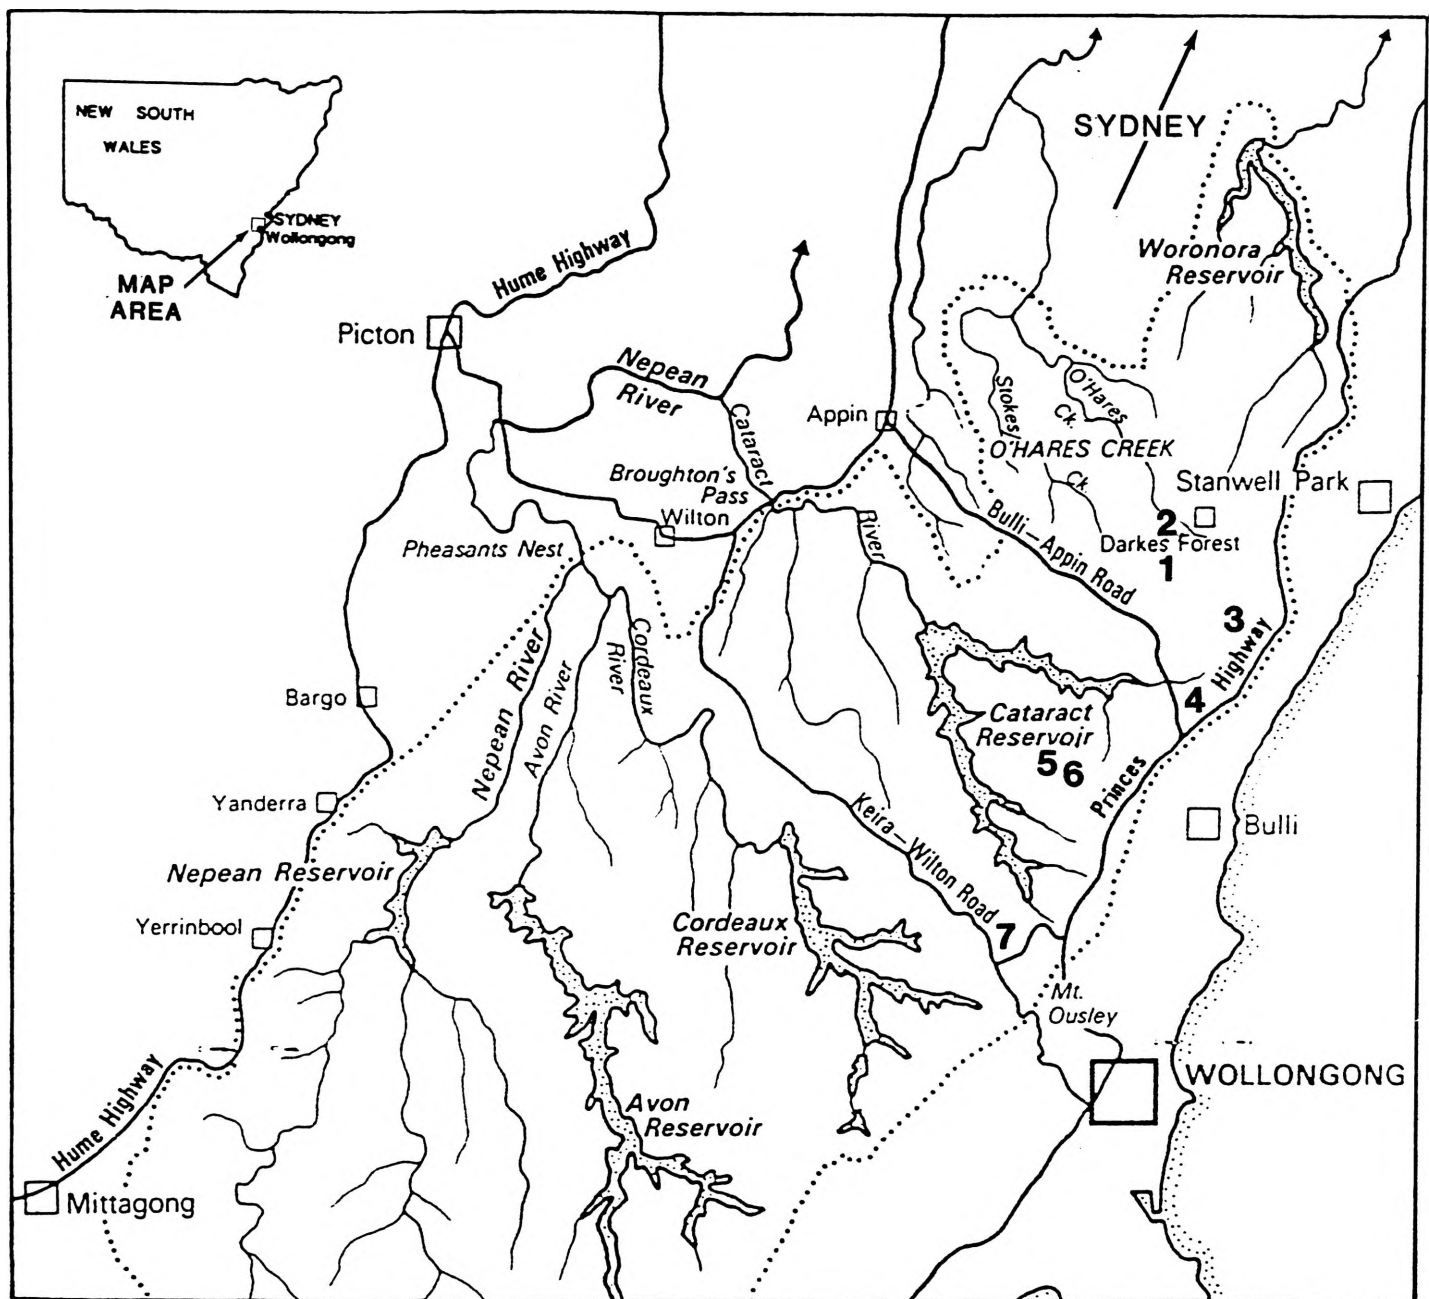 NEW SOUTH
WALES
SYDNEY
Wollongong
MAP
AREA
SYDNEY
Hume Highway
Woronora
Reservoir
Picton
Nepean
River
Cataract
Appin
Stokes
O'Hares
Ck.
O'HARES CREEK
Ck.
Stanwell Park
Broughton's
Pass
Wilton
River
Bulli–Appin Road
2
Darkes Forest
1
Pheasants Nest
3
Highway
Cordeaux
River
Nepean River
Avon River
Bargo
4
Cataract
Reservoir
5 6
Princes
Yanderra
Keira–Wilton Road
Bulli
Nepean Reservoir
Yerrinbool
Cordeaux
Reservoir
7
Mt.
Ousley
WOLLONGONG
Avon
Reservoir
Hume Highway
Mittagong